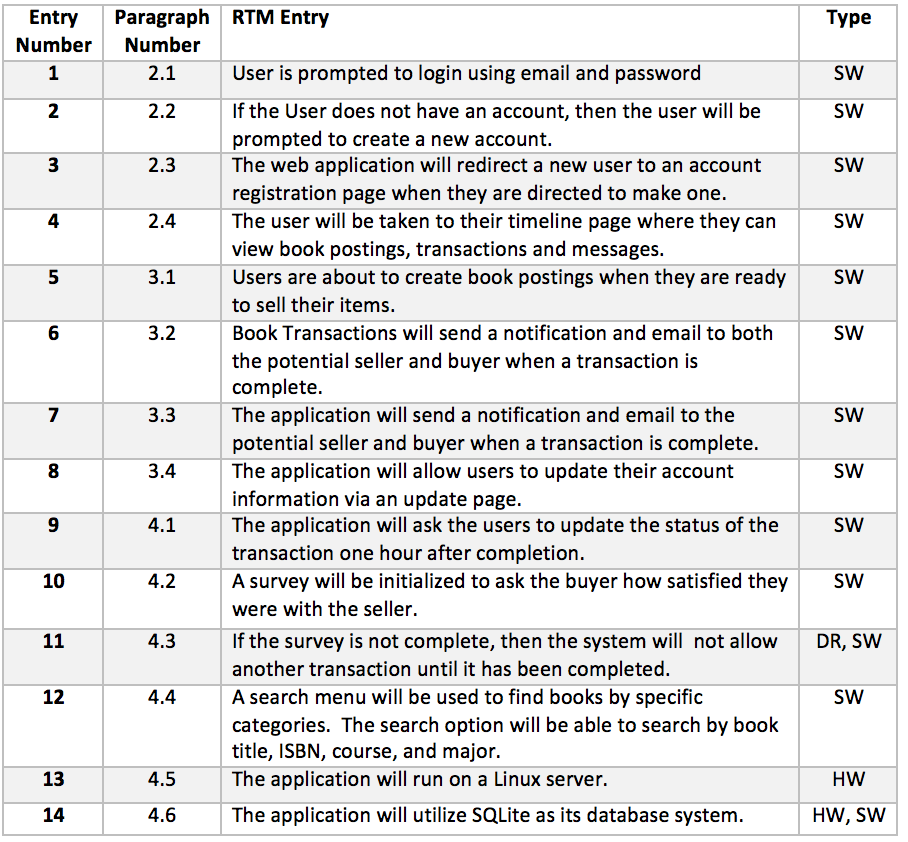 Entry Number Paragraph Number RTM Entry Type
1 2.1 User is prompted to login using email and password SW
2 2.2 If the User does not have an account, then the user will be SW
prompted to create a new account.
3 2.3 The web application will redirect a new user to an account SW
registration page when they are directed to make one.
4 2.4 The user will be taken to their timeline page where they can SW
view book postings, transactions and messages.
5 3.1 Users are about to create book postings when they are ready SW
to sell their items.
6 3.2 Book Transactions will send a notification and email to both SW
the potential seller and buyer when a transaction is
complete.
7 3.3 The application will send a notification and email to the SW
potential seller and buyer when a transaction is complete.
8 3.4 The application will allow users to update their account SW
information via an update page.
9 4.1 The application will ask the users to update the status of the SW
transaction one hour after completion.
10 4.2 A survey will be initialized to ask the buyer how satisfied they SW
were with the seller.
11 4.3 If the survey is not complete, then the system will  not allow DR, SW
another transaction until it has been completed.
12 4.4 A search menu will be used to find books by specific SW
categories.  The search option will be able to search by book
title, ISBN, course, and major.
13 4.5 The application will run on a Linux server. HW
14 4.6 The application will utilize SQLite as its database system. HW, SW